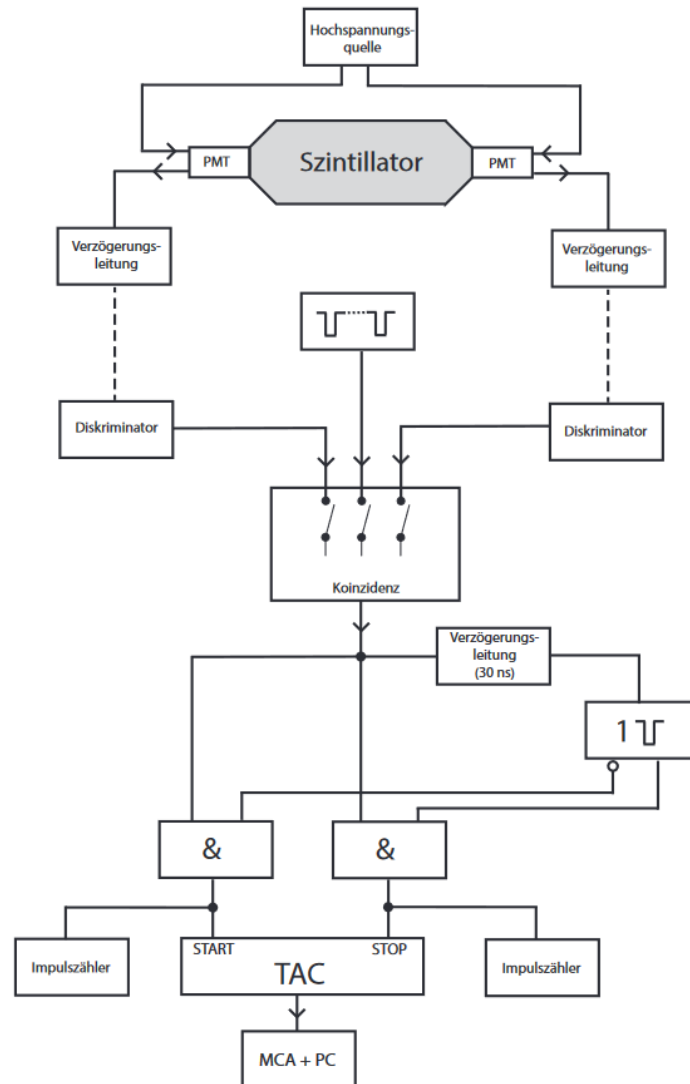 Hochspannungs-
quelle
PMT
Szintillator
PMT
Verzögerungs-
leitung
Verzögerungs-
leitung
Diskriminator
Diskriminator
Koinzidenz
Verzögerungs-
leitung
(30 ns)
1
&
&
START
STOP
Impulszähler
TAC
Impulszähler
MCA + PC